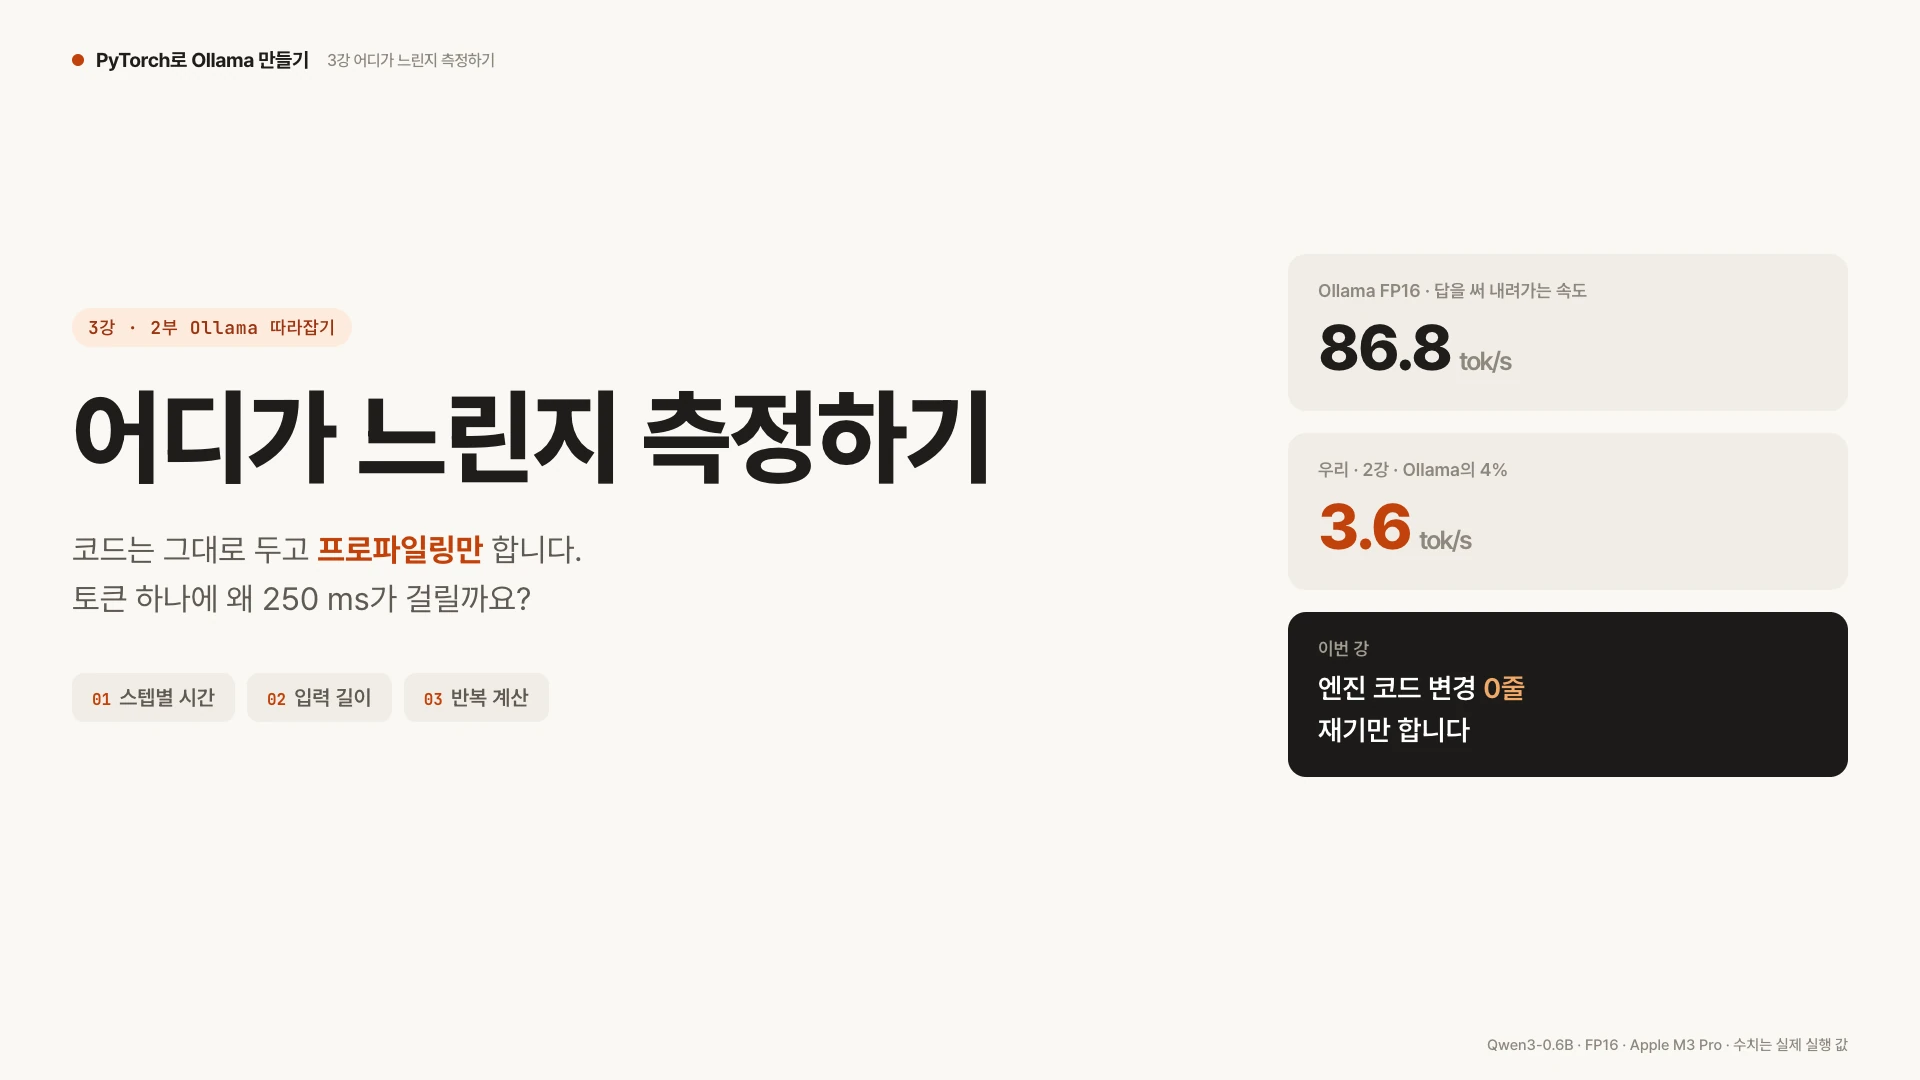 PyTorch로 Ollama 만들기 3강 어디가 느린지 측정하기
3강 · 2부 Ollama 따라잡기
어디가 느린지 측정하기
코드는 그대로 두고 프로파일링만 합니다.
토큰 하나에 왜 250 ms가 걸릴까요?
01 스텝별 시간
02 입력 길이
03 반복 계산
Ollama FP16 · 답을 써 내려가는 속도
86.8 tok/s
우리 · 2강 · Ollama의 4%
3.6 tok/s
이번 강
엔진 코드 변경 0줄
재기만 합니다
Qwen3-0.6B · FP16 · Apple M3 Pro · 수치는 실제 실행 값